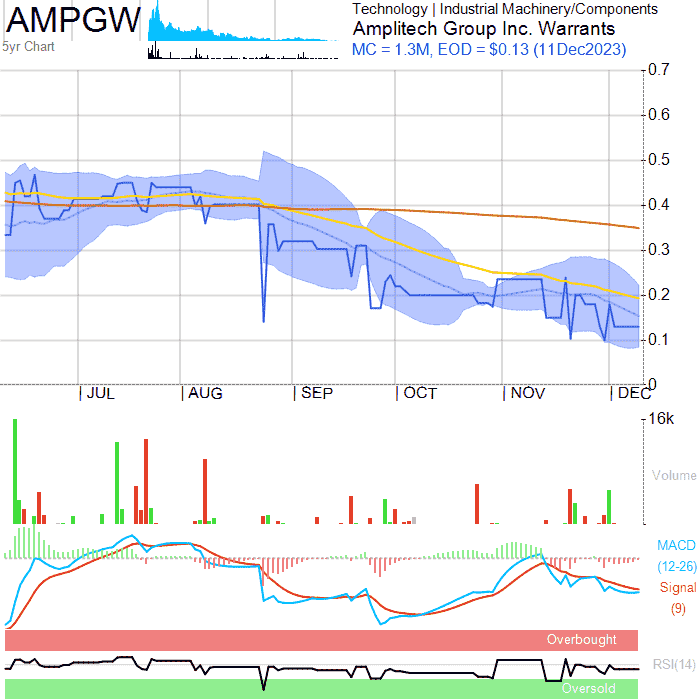 AMPGW
5yr Chart
Technology | Industrial Machinery/Components
Amplitech Group Inc. Warrants
MC = 1.3M, EOD = $0.13 (11Dec2023)
0.7
0.6
0.5
0.4
0.3
0.2
0.1
0
JUL
AUG
SEP
OCT
NOV
DEC
16k
Volume
MACD
(12-26)
Signal
(9)
Overbought
RSI(14)
Oversold